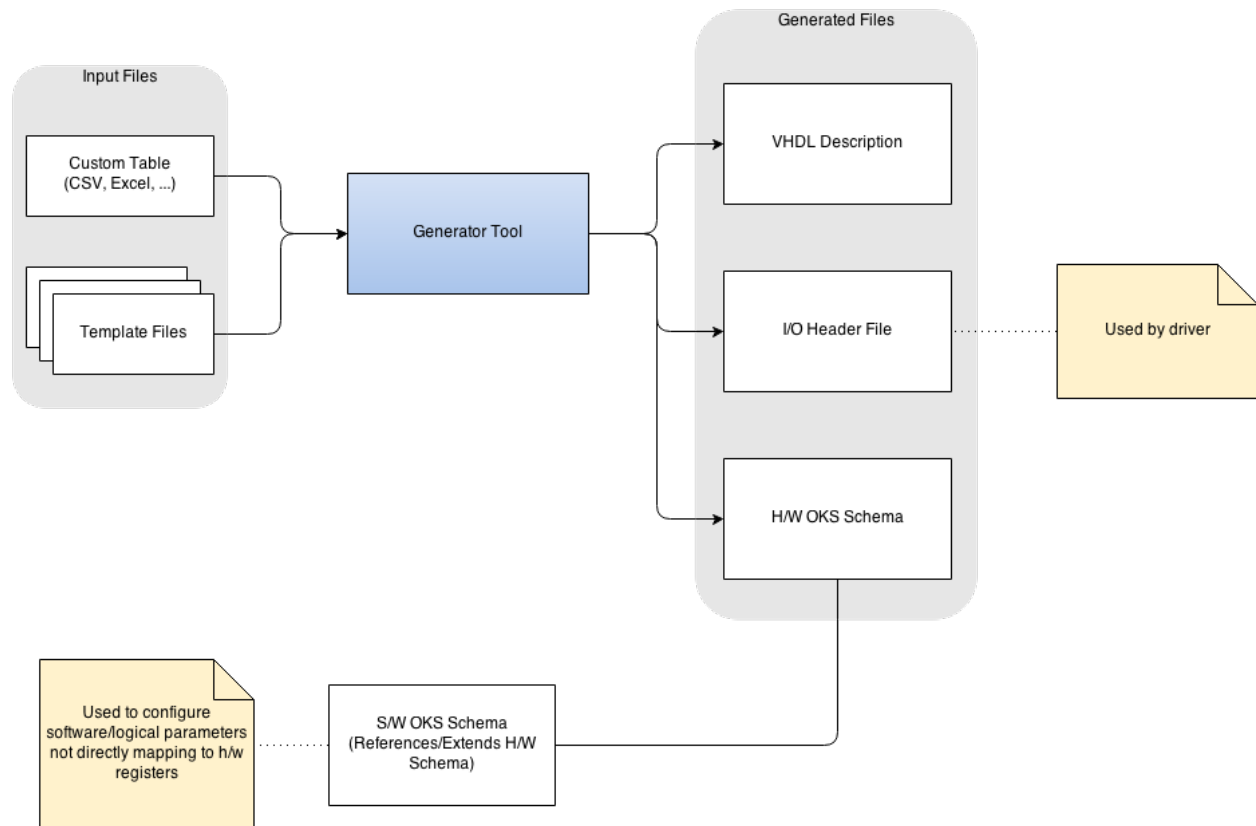 Generated Files
Input Files
Custom Table
(CSV, Excel, ...)
VHDL Description
Generator Tool
Template Files
I/O Header File
Used by driver
H/W OKS Schema
Used to configure
software/logical parameters
not directly mapping to h/w
registers
S/W OKS Schema
(References/Extends H/W
Schema)